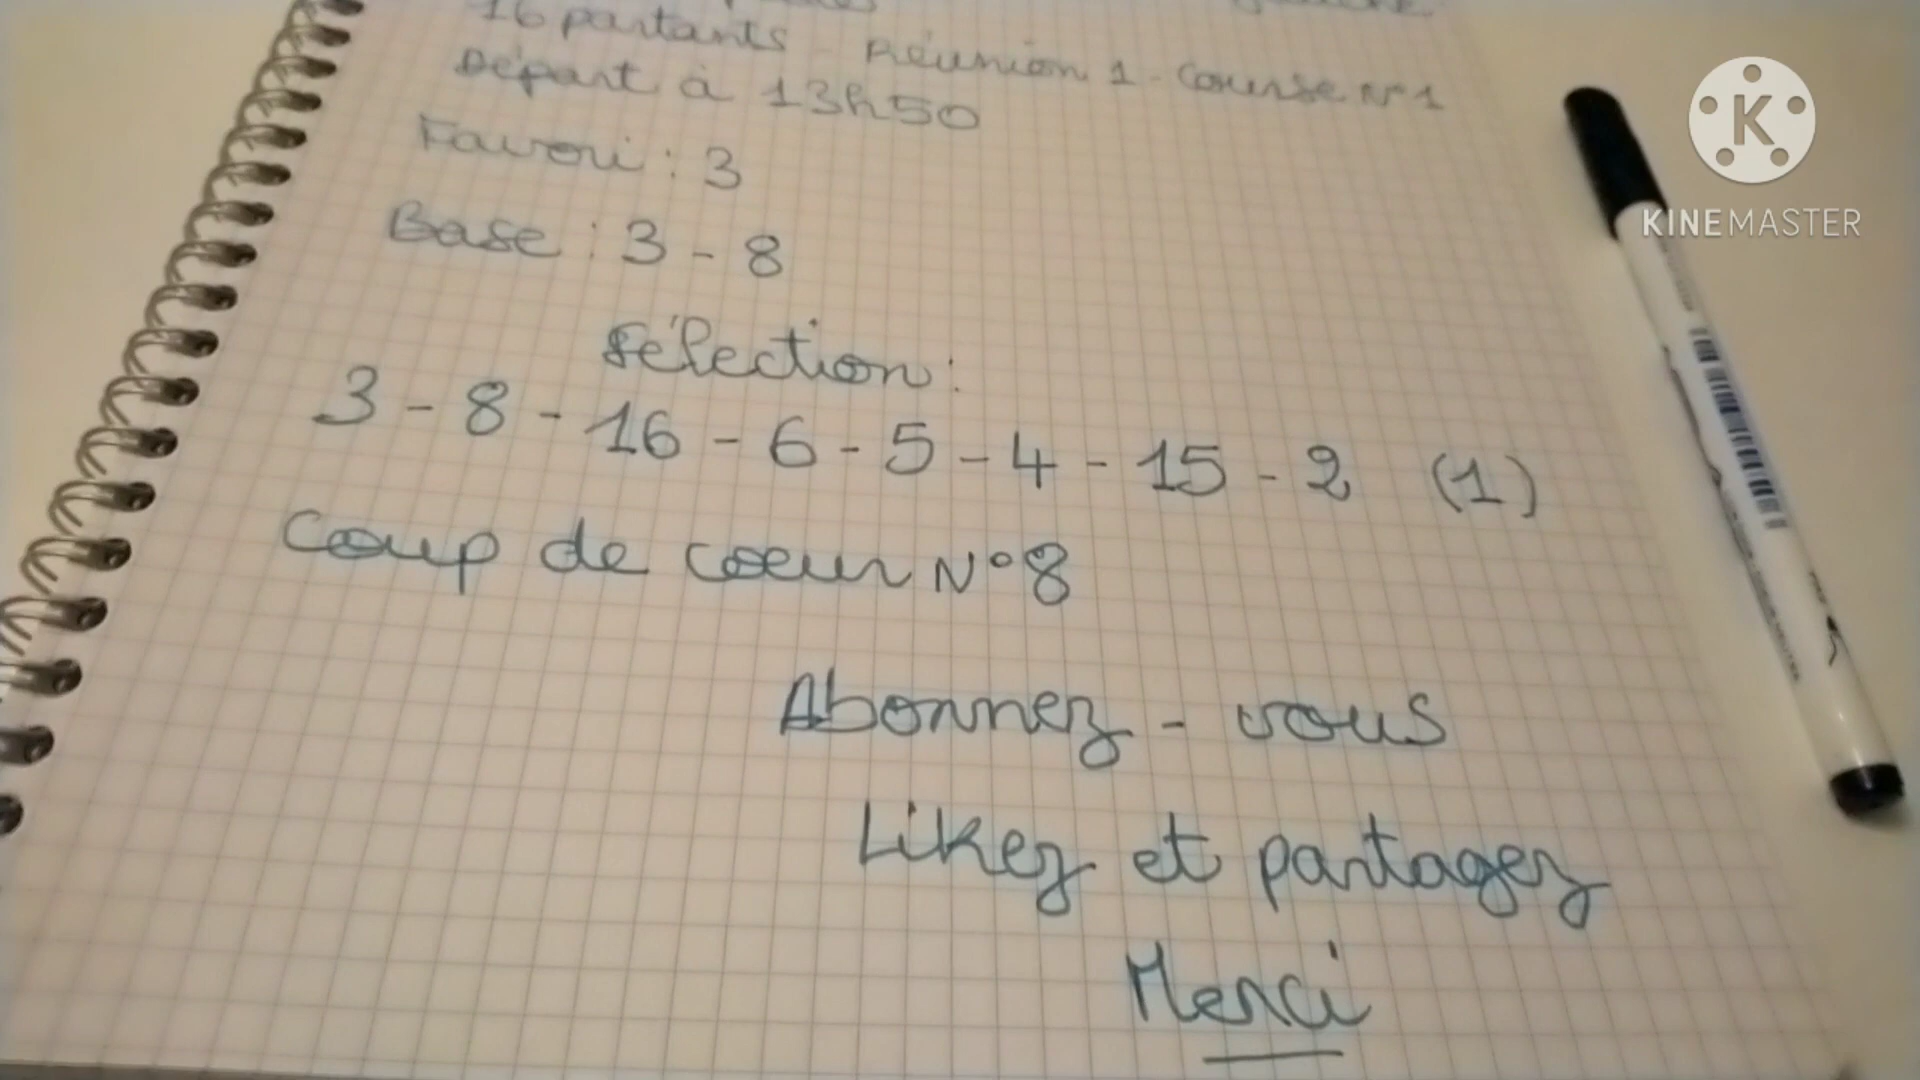 16 partants - Réunion 1 - Course N°1
Départ à 13h50
Favori : 3
Base : 3 - 8
Sélection :
3 - 8 - 16 - 6 - 5 - 4 - 15 - 2 (1)
Coup de coeur N°8
Abonnez-vous
Likez et partagez
Merci
K
KINEMASTER